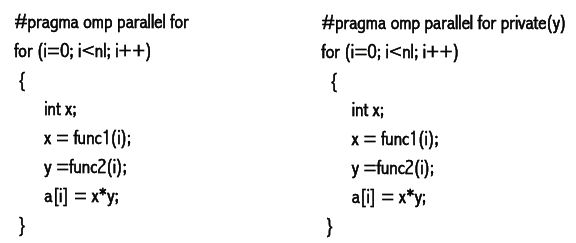 #pragma omp parallel for
for (i=0; i<nl; i++)
{
int x;
x = func1(i);
y =func2(i);
a[i] = x*y;
}
#pragma omp parallel for private(y)
for (i=0; i<nl; i++)
{
int x;
x = func1(i);
y =func2(i);
a[i] = x*y;
}